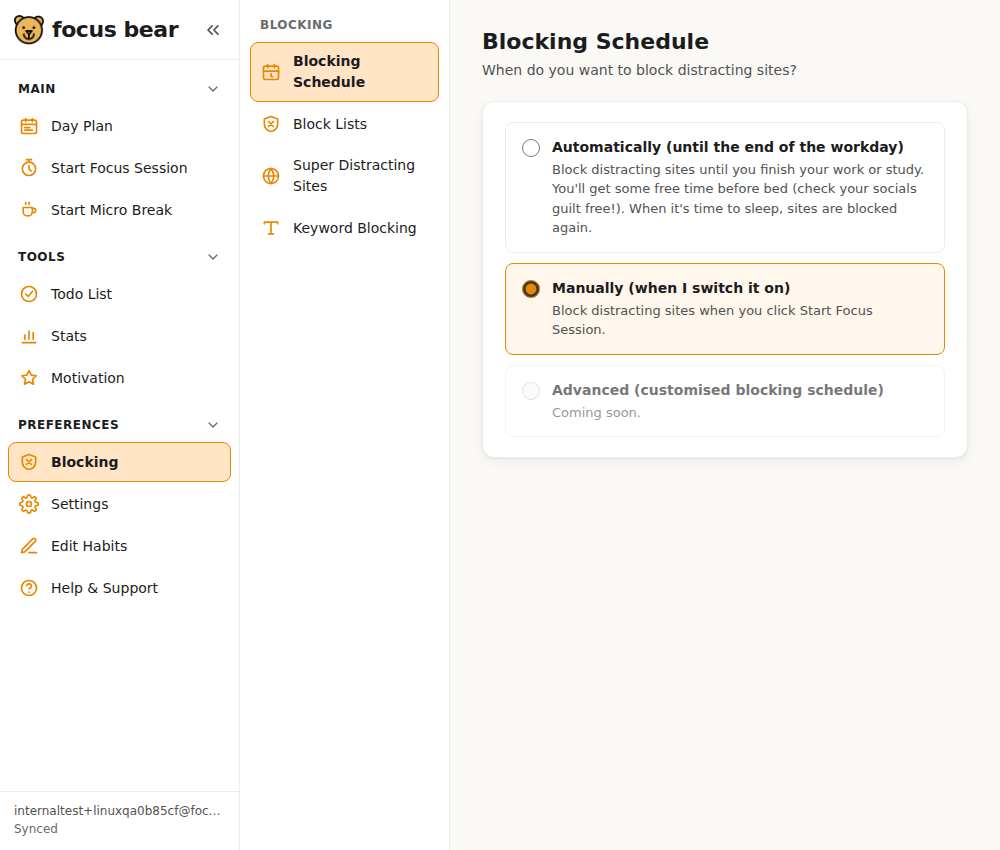 focus bear
MAIN
Day Plan
Start Focus Session
Start Micro Break
TOOLS
Todo List
Stats
Motivation
PREFERENCES
Blocking
Settings
Edit Habits
Help & Support
internaltest+linuxqa0b85cf@foc...
Synced
BLOCKING
Blocking
Schedule
Block Lists
Super Distracting
Sites
Keyword Blocking
Blocking Schedule
When do you want to block distracting sites?
Automatically (until the end of the workday)
Block distracting sites until you finish your work or study.
You'll get some free time before bed (check your socials
guilt free!). When it's time to sleep, sites are blocked
again.
Manually (when I switch it on)
Block distracting sites when you click Start Focus
Session.
Advanced (customised blocking schedule)
Coming soon.